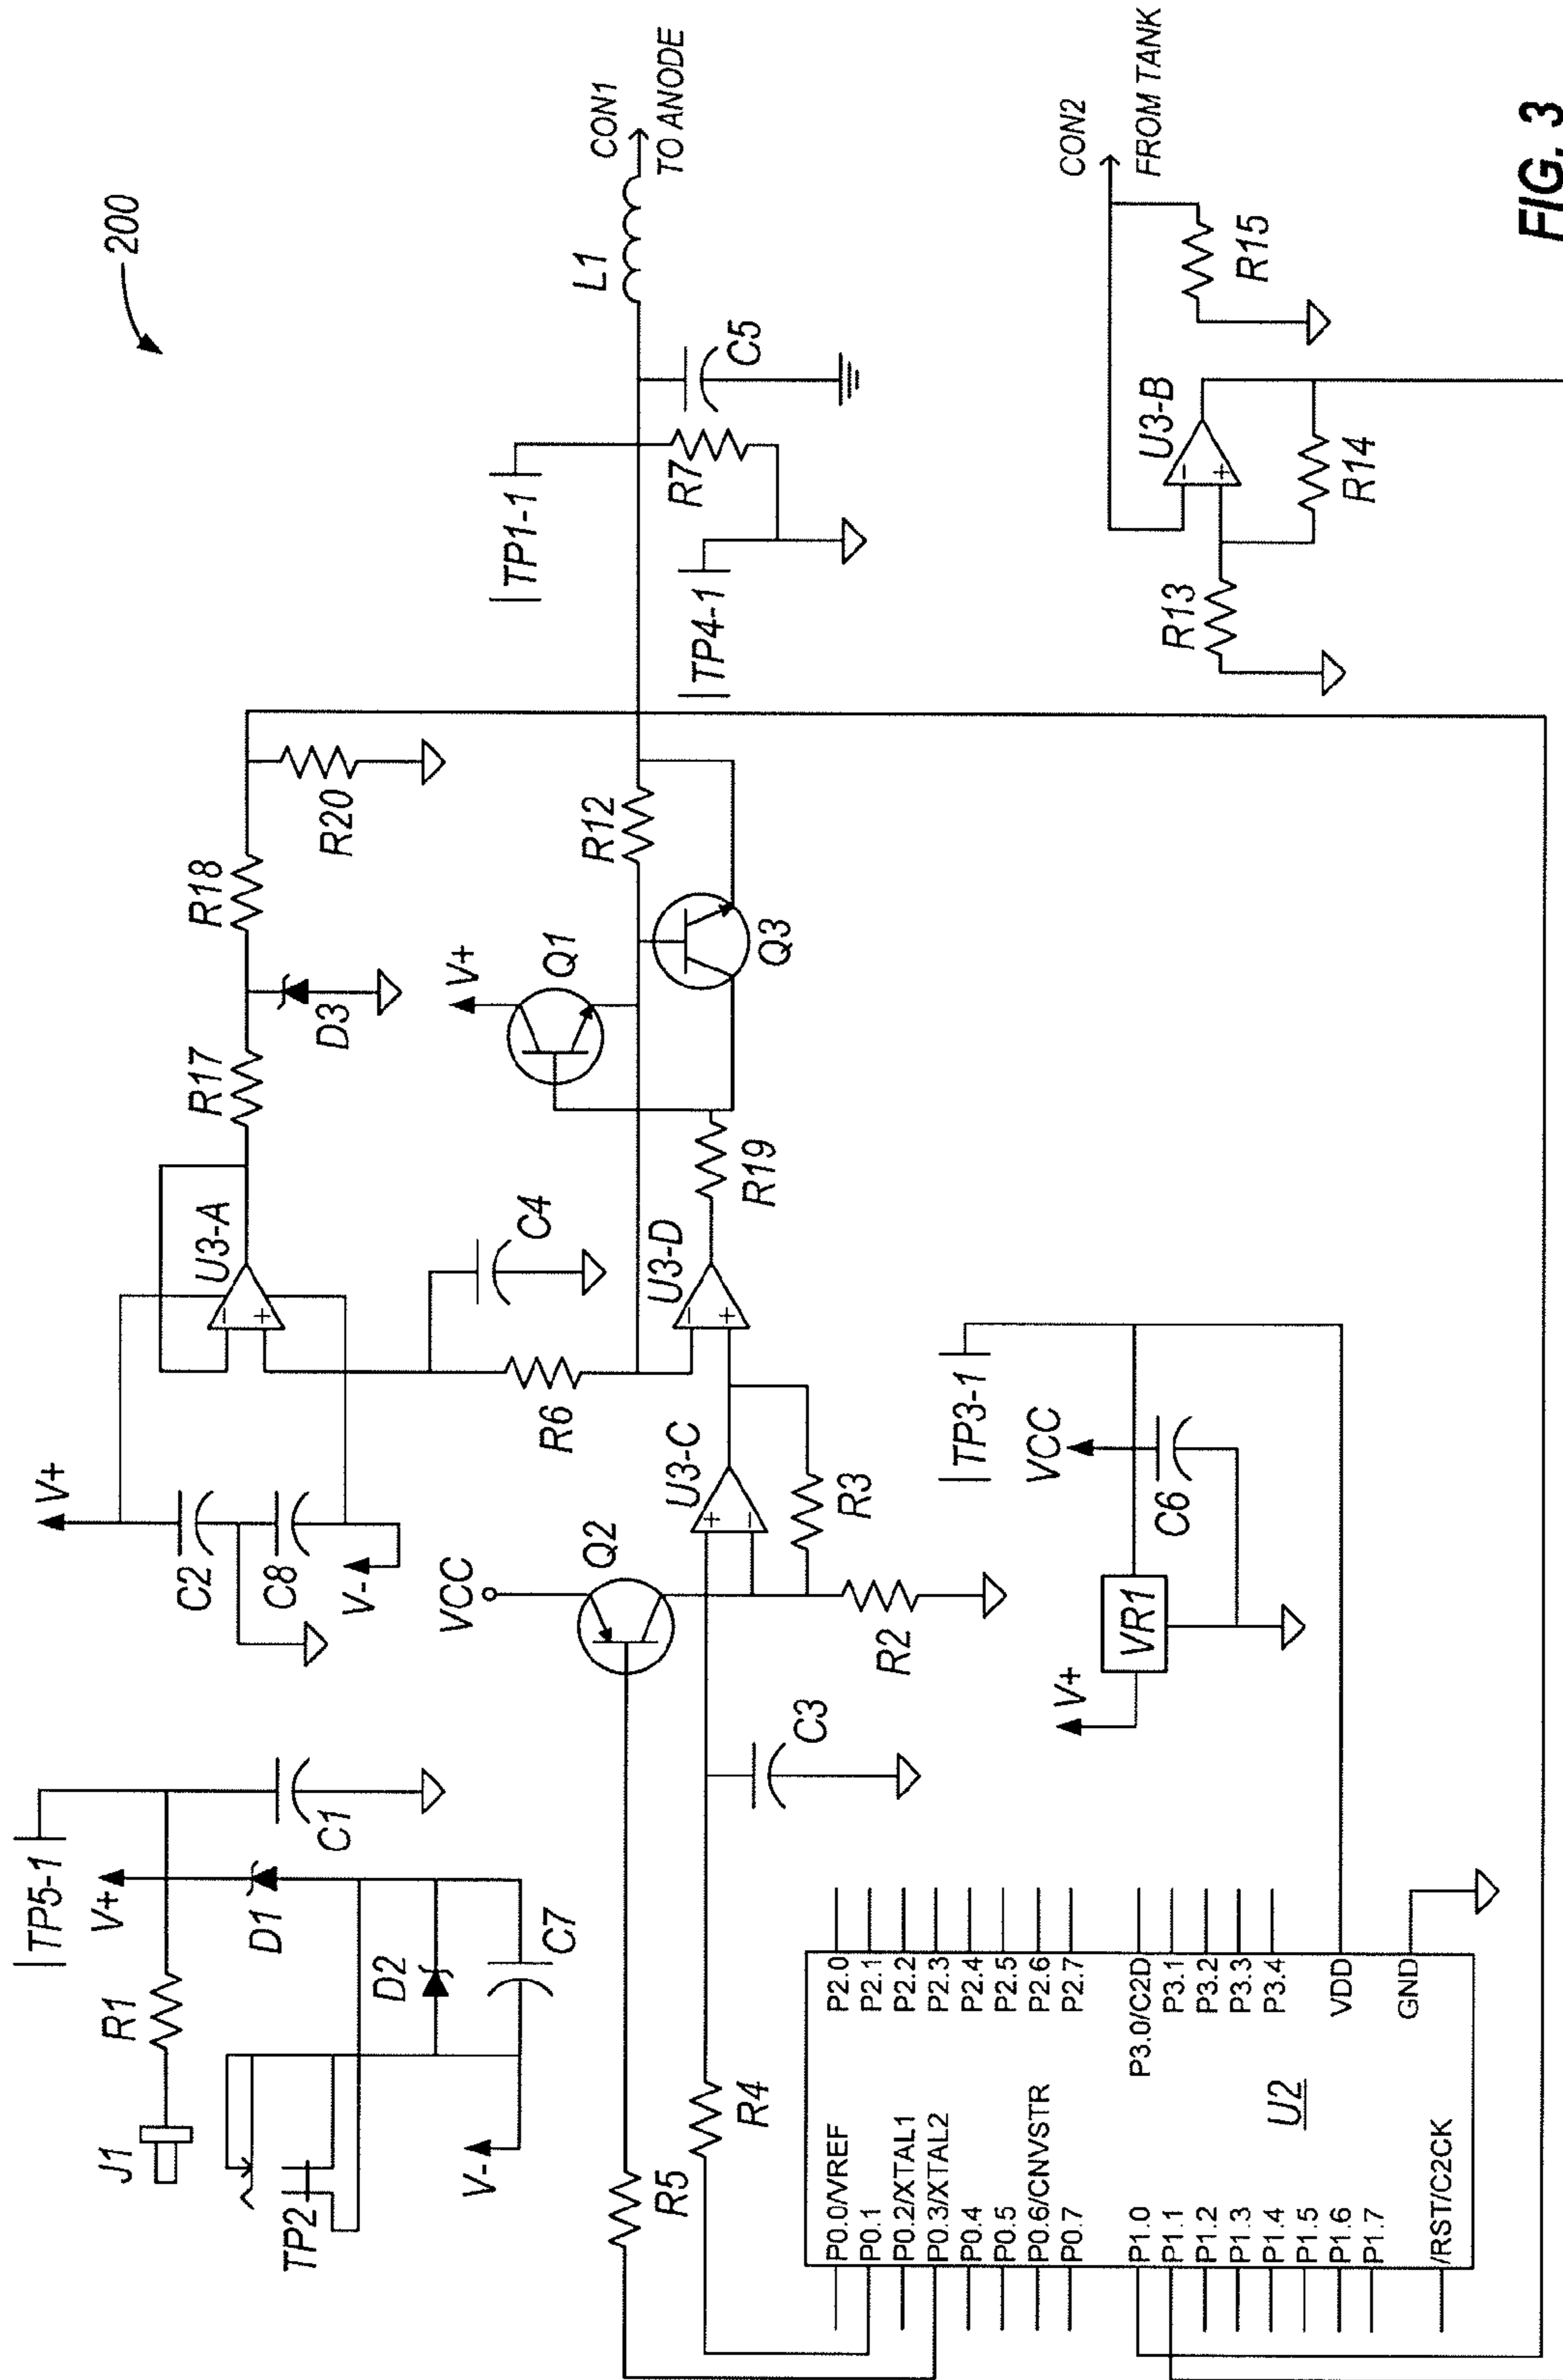 200
J1
R1
TP5-1
V+
D1
C1
TP2
D2
C7
V-
V+
C2
C8
V-
U3-A
-
+
R17
D3
R18
R20
R6
C4
VCC
Q2
U3-C
+
-
R3
R2
U3-D
-
+
R19
V+
Q1
Q3
R12
TP1-1
TP4-1
R7
C5
L1
CON1
TO ANODE
R5
R4
C3
V+
VR1
VCC
C6
TP3-1
R13
U3-B
-
+
R14
R15
CON2
FROM TANK
P0.0/VREF
P0.1
P0.2/XTAL1
P0.3/XTAL2
P0.4
P0.5
P0.6/CNVSTR
P0.7
P1.0
P1.1
P1.2
P1.3
P1.4
P1.5
P1.6
P1.7
/RST/C2CK
U2
P2.0
P2.1
P2.2
P2.3
P2.4
P2.5
P2.6
P2.7
P3.0/C2D
P3.1
P3.2
P3.3
P3.4
VDD
GND
FIG. 3